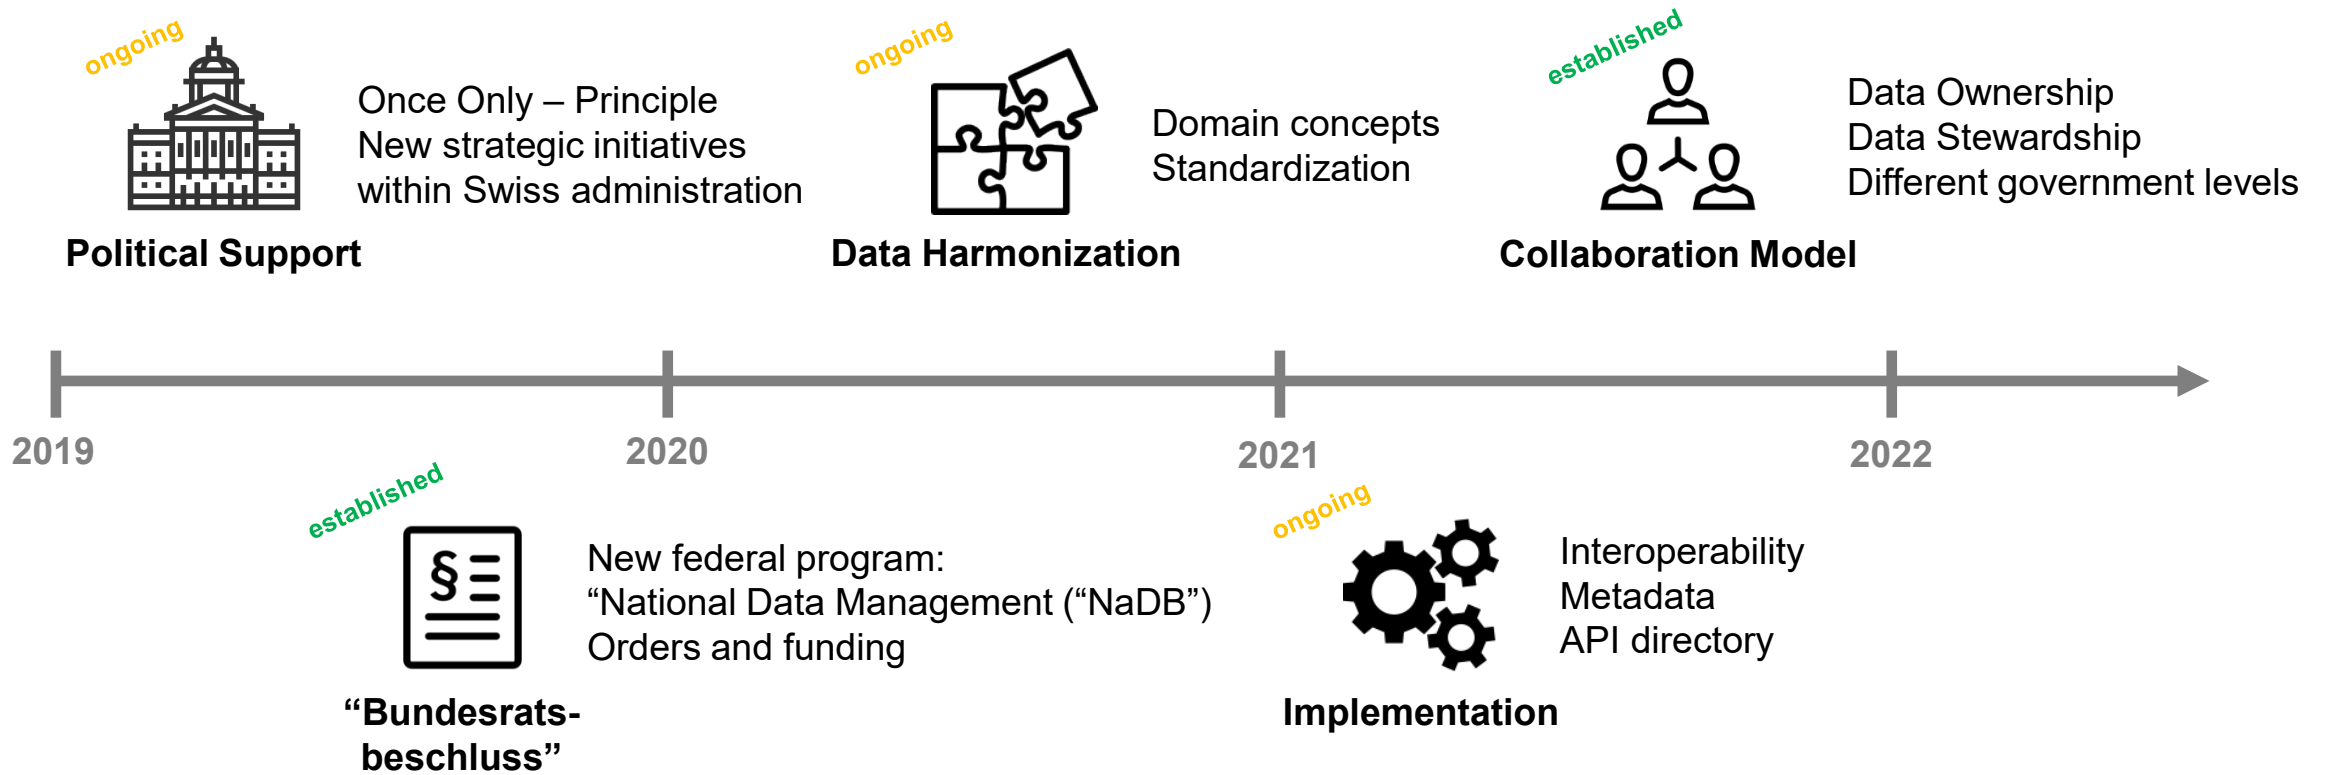 ongoing
Once Only – Principle
New strategic initiatives
within Swiss administration
Political Support
ongoing
Domain concepts
Standardization
Data Harmonization
established
Data Ownership
Data Stewardship
Different government levels
Collaboration Model
2019
2020
2021
2022
established
§
New federal program:
“National Data Management (“NaDB”)
Orders and funding
“Bundesrats-
beschluss”
ongoing
Interoperability
Metadata
API directory
Implementation